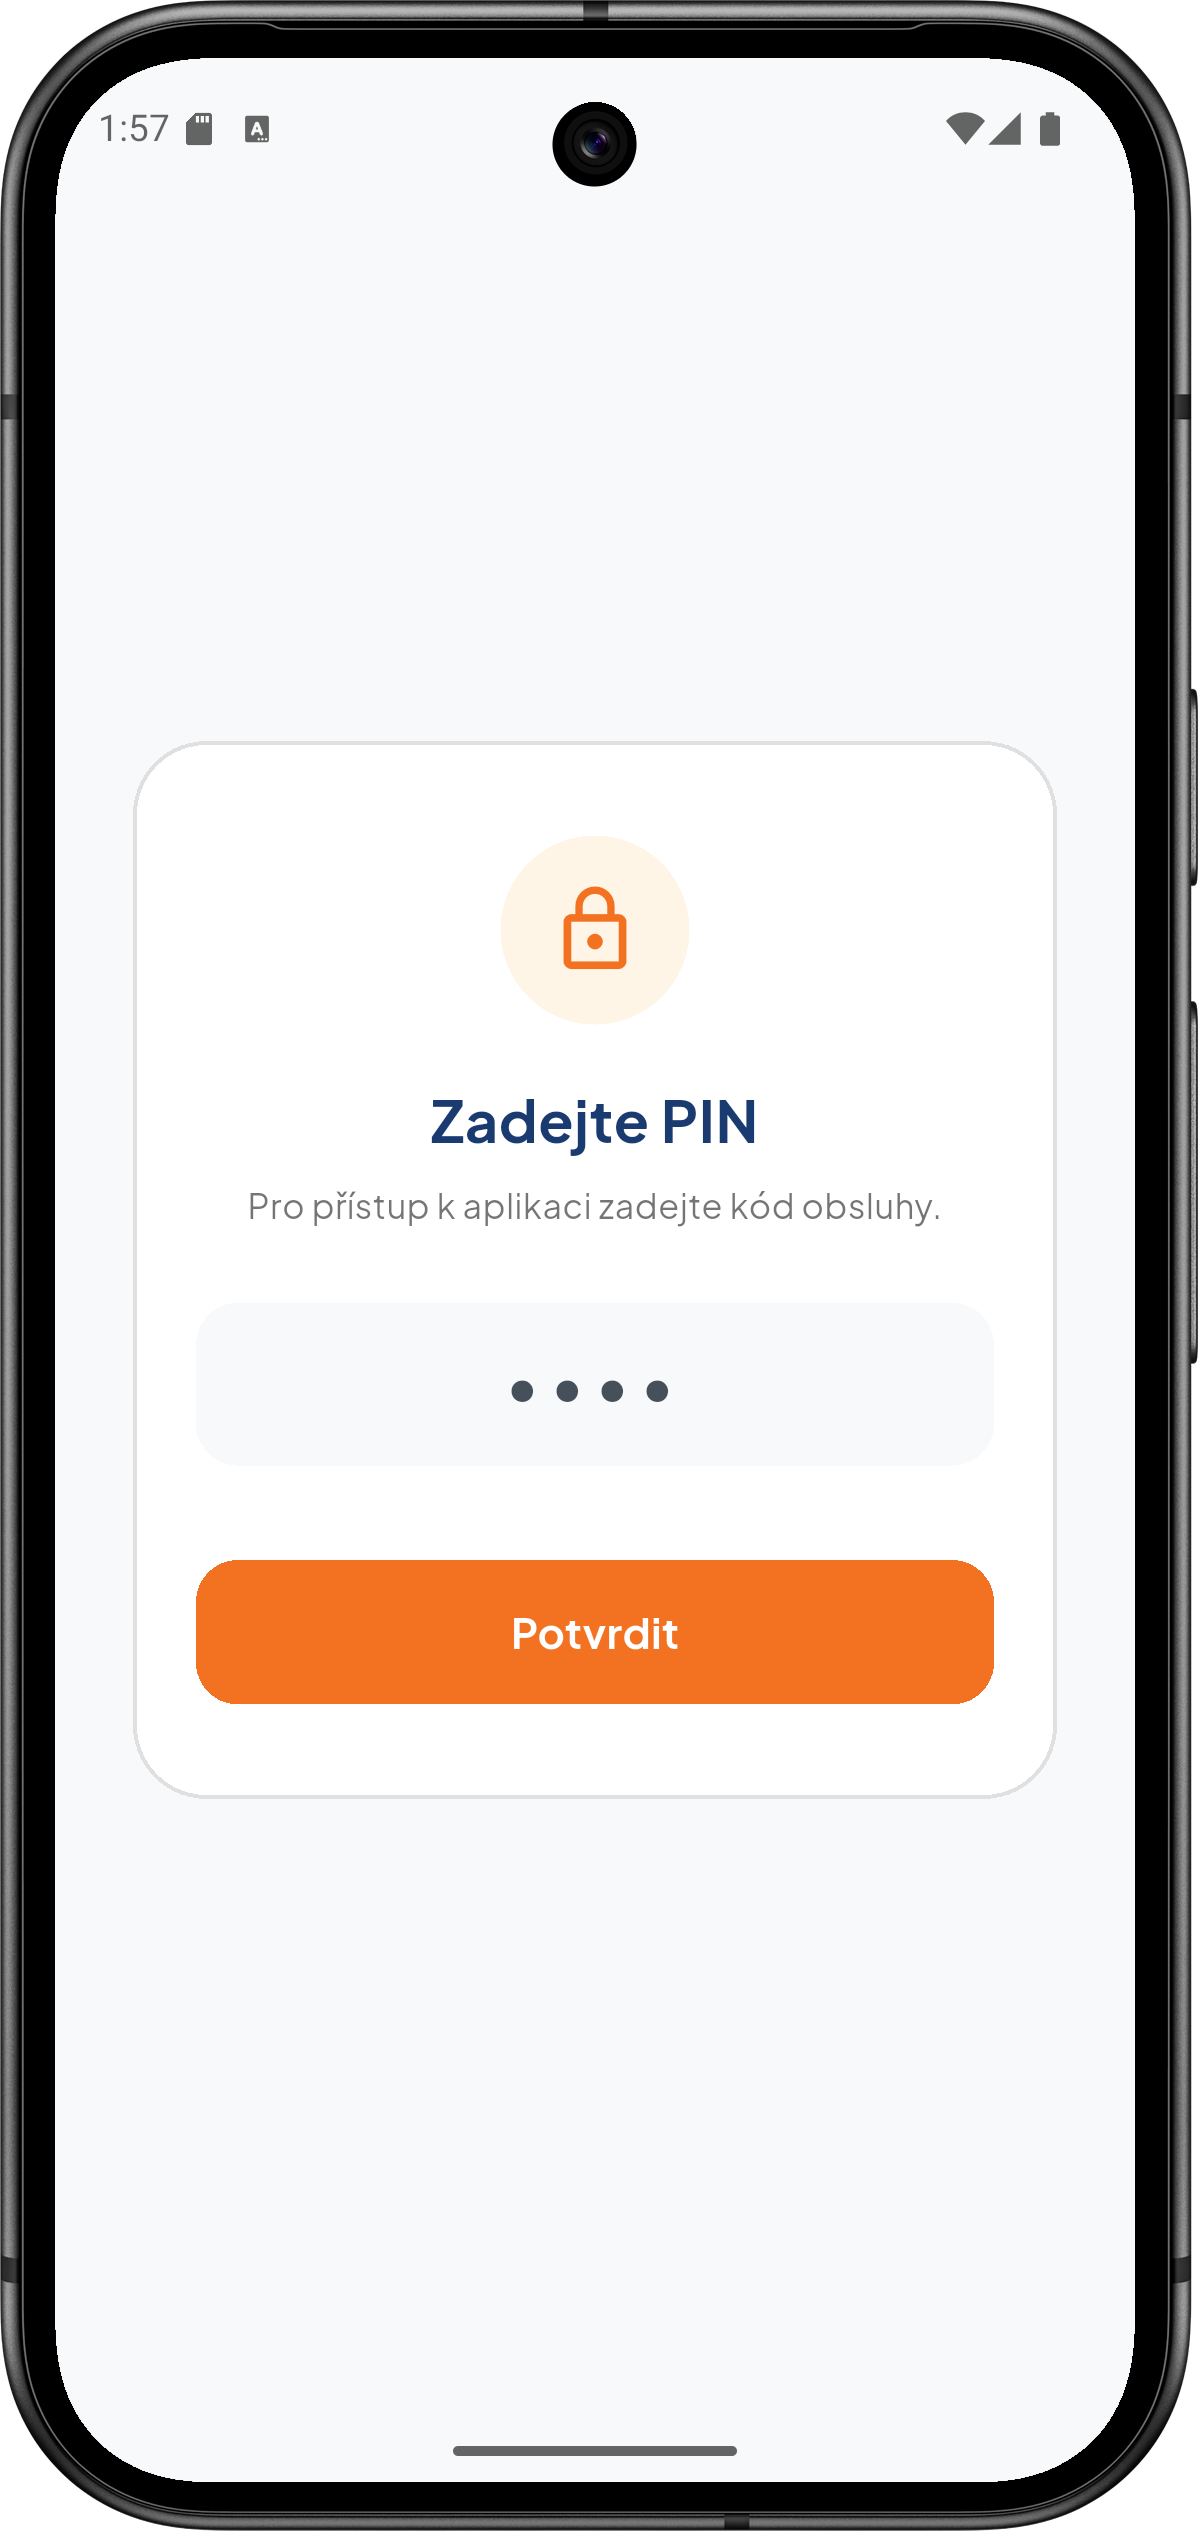 1:57
Zadejte PIN
Pro přístup k aplikaci zadejte kód obsluhy.
••••
Potvrdit